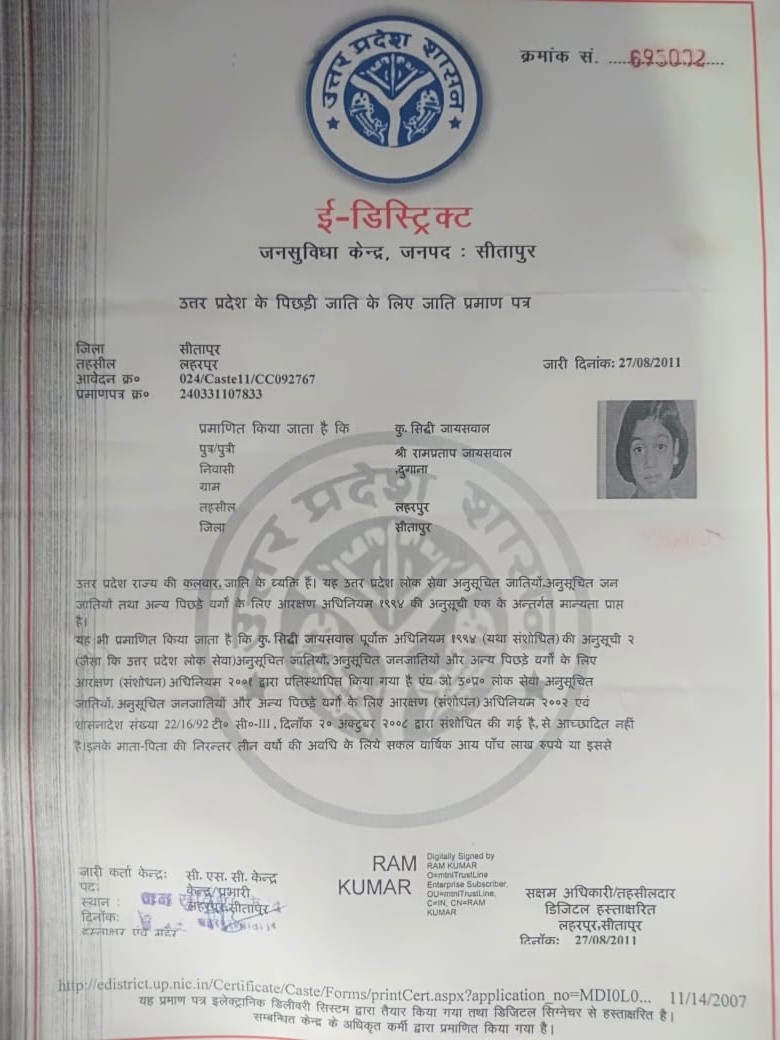 उत्तर प्रदेश शासन
क्रमांक सं. ..................
ई-डिस्ट्रिक्ट
जनसुविधा केन्द्र, जनपद : सीतापुर
उत्तर प्रदेश के पिछड़ी जाति के लिए जाति प्रमाण पत्र
जिला सीतापुर
तहसील लहरपुर
आवेदन क्र० 024/Caste11/CC092767
प्रमाणपत्र क्र० 240331107833
जारी दिनांक: 27/08/2011
प्रमाणित किया जाता है कि कु. सिद्दी जायसवाल
पुत्र/पुत्री श्री रामप्रताप जायसवाल
निवासी ,दुगाना
ग्राम
तहसील लहरपुर
जिला सीतापुर
उत्तर प्रदेश शासन
उत्तर प्रदेश राज्य की कलवार, जाति के व्यक्ति हैं। यह उत्तर प्रदेश लोक सेवा अनुसूचित जातियों,अनुसूचित जन
जातियों तथा अन्य पिछड़े वर्गों के लिए आरक्षण अधिनियम १९९४ की अनुसूची एक के अन्तर्गत मान्यता प्राप्त
है।
यह भी प्रमाणित किया जाता है कि कु. सिद्दी जायसवाल पूर्वोक्त अधिनियम १९९४ (यथा संशोधित) की अनुसूची २
(जैसा कि उत्तर प्रदेश लोक सेवा)अनुसूचित जातियों, अनुसूचित जनजातियों और अन्य पिछड़े वर्गों के लिए
आरक्षण (संशोधन) अधिनियम २००१ द्वारा प्रतिस्थापित किया गया है एंव जो उ०प्र० लोक सेवा अनुसूचित
जातियों, अनुसूचित जनजातियों और अन्य पिछड़े वर्गों के लिए आरक्षण (संशोधन) अधिनियम २००२ एवं
शासनादेश संख्या 22/16/92 टी० सी०-III, दिनॉक २० अक्टुबर २००८ द्वारा संशोधित की गई है, से आच्छादित नहीं
है।इनके माता-पिता की निरन्तर तीन वर्षो की अवधि के लिये सकल वार्षिक आय पाँच लाख रुपये या इससे
जारी कर्ता केन्द्र: सी. एस. सी. केन्द्र
पद: केन्द्र/प्रभारी
स्थान : लहरपुर,सीतापुर
दिनॉक:
हस्ताक्षर एंव मोहर:
RAM
KUMAR
Digitally Signed by
RAM KUMAR
O=mtnlTrustLine
Enterprise Subscriber,
OU=mtnlTrustLine,
C=IN, CN=RAM
KUMAR
सक्षम अधिकारी/तहसीलदार
डिजिटल हस्ताक्षरित
लहरपुर,सीतापुर
दिनॉक: 27/08/2011
http://edistrict.up.nic.in/Certificate/Caste/Forms/printCert.aspx?application_no=MDI0L0... 11/14/2007
यह प्रमाण पत्र इलेक्ट्रानिक डिलीवरी सिस्टम द्वारा तैयार किया गया तथा डिजिटल सिग्नेचर से हस्ताक्षरित है।
सम्बन्धित केन्द्र के अधिकृत कर्मी द्वारा प्रमाणित किया गया है।